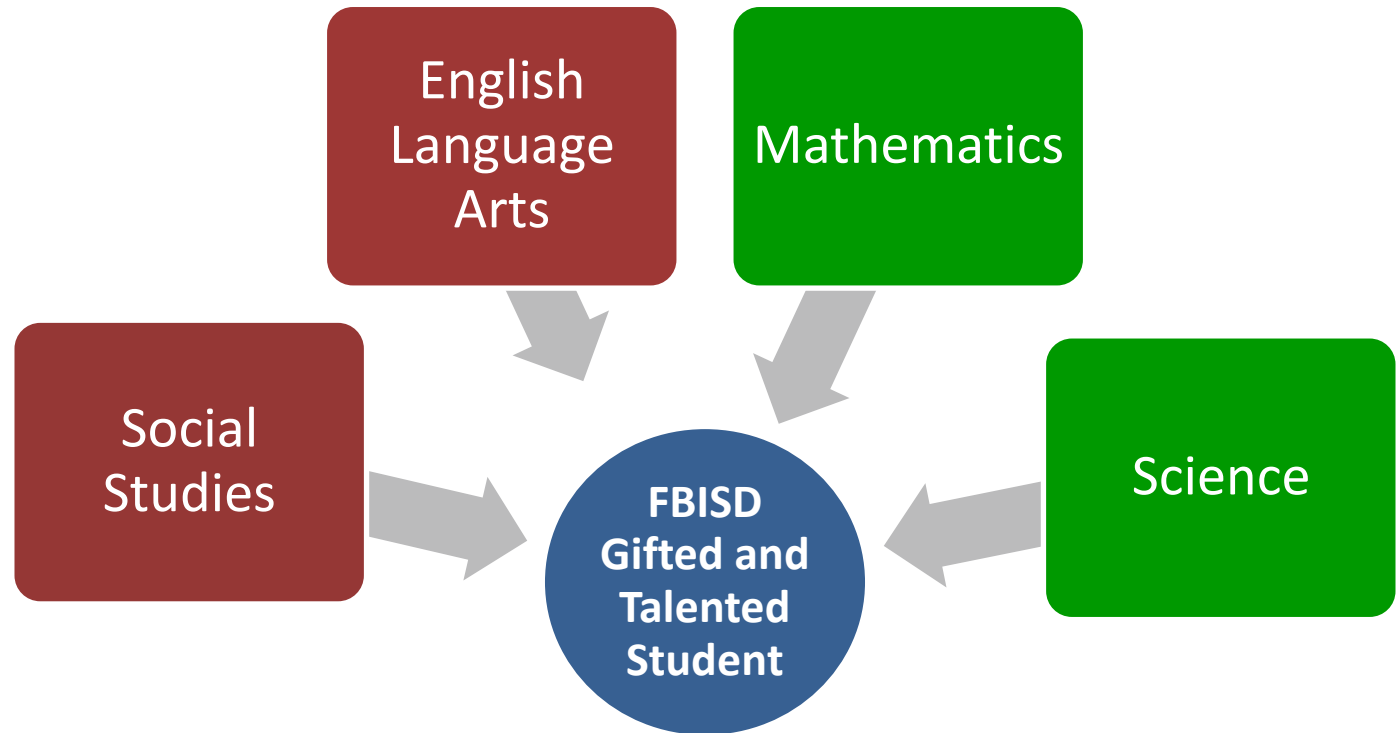 English
Language
Arts
Mathematics
Social
Studies
Science
FBISD
Gifted and
Talented
Student